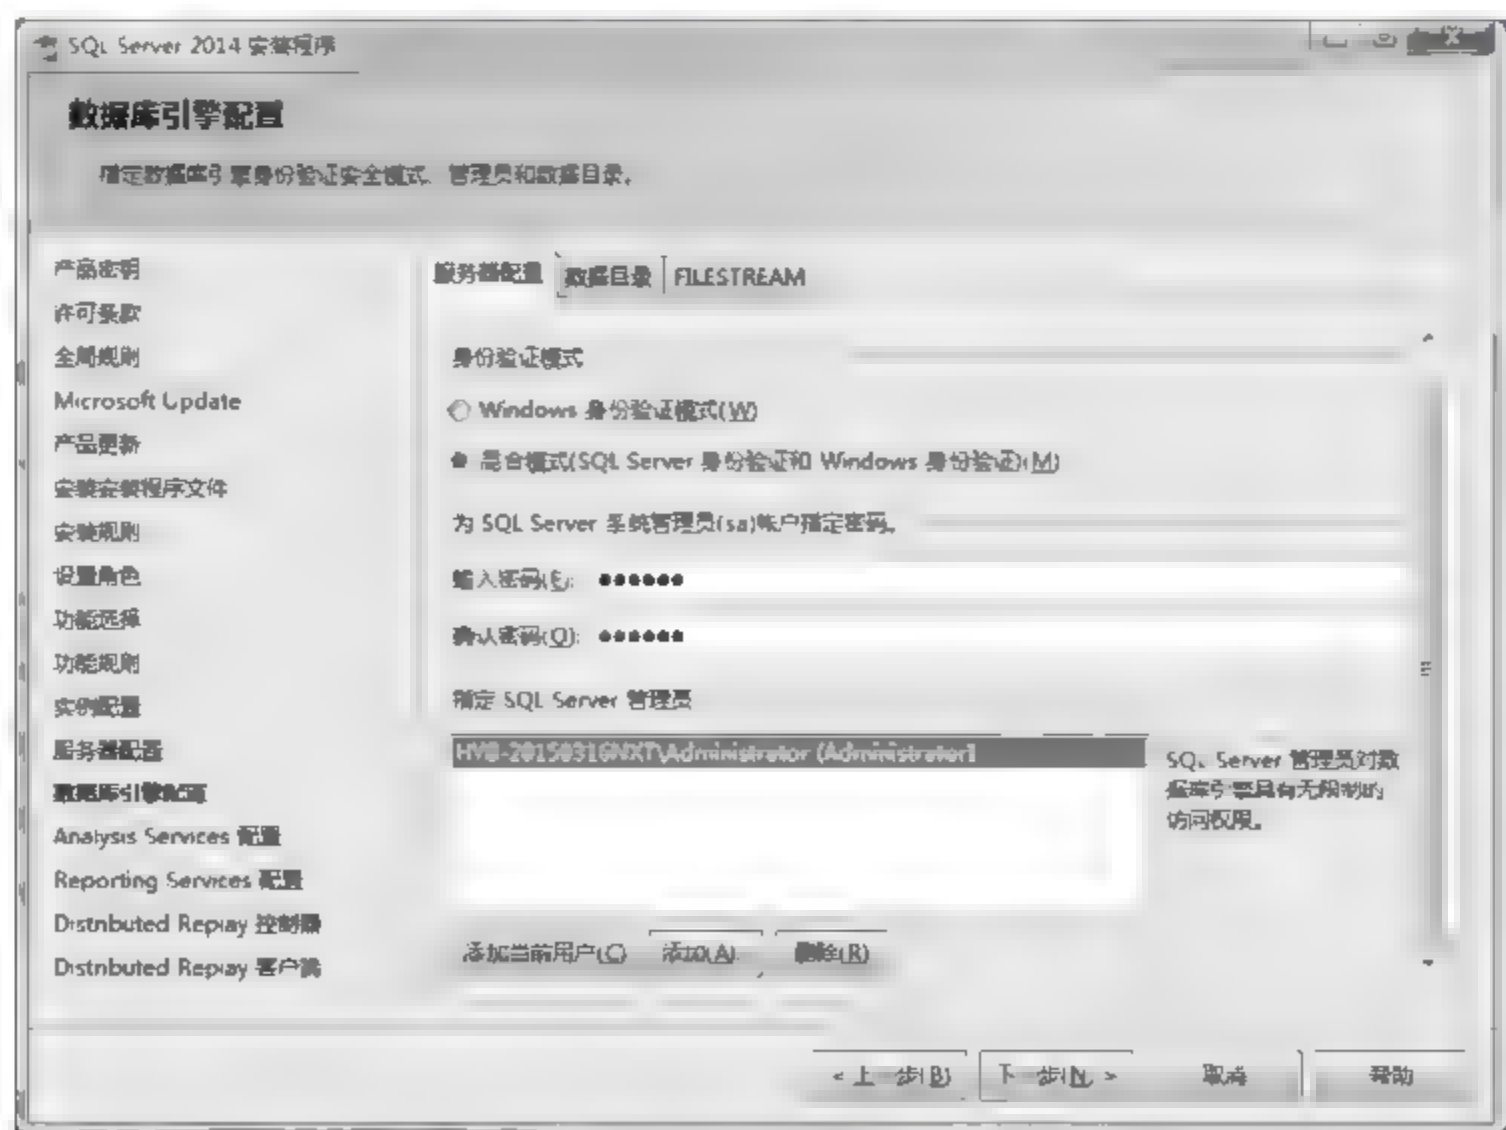 SQL Server 2014 安装程序
数据库引擎配置
指定数据库引擎身份验证安全模式、管理员和数据目录。
产品密钥
许可条款
全局规则
Microsoft Update
产品更新
安装安装程序文件
安装规则
设置角色
功能选择
功能规则
实例配置
服务器配置
数据库引擎配置
Analysis Services 配置
Reporting Services 配置
Distributed Replay 控制器
Distributed Replay 客户端
服务器配置 数据目录 FILESTREAM
身份验证模式
Windows 身份验证模式(W)
混合模式(SQL Server 身份验证和 Windows 身份验证)(M)
为 SQL Server 系统管理员(sa)帐户指定密码。
输入密码(E): ●●●●●●
确认密码(O): ●●●●●●
指定 SQL Server 管理员
HV8-20150316NXT\Administrator (Administrator)
SQL Server 管理员对数
据库引擎具有无限制的
访问权限。
添加当前用户(C) 添加(A)... 删除(R)
< 上一步(B) 下一步(N) > 取消 帮助